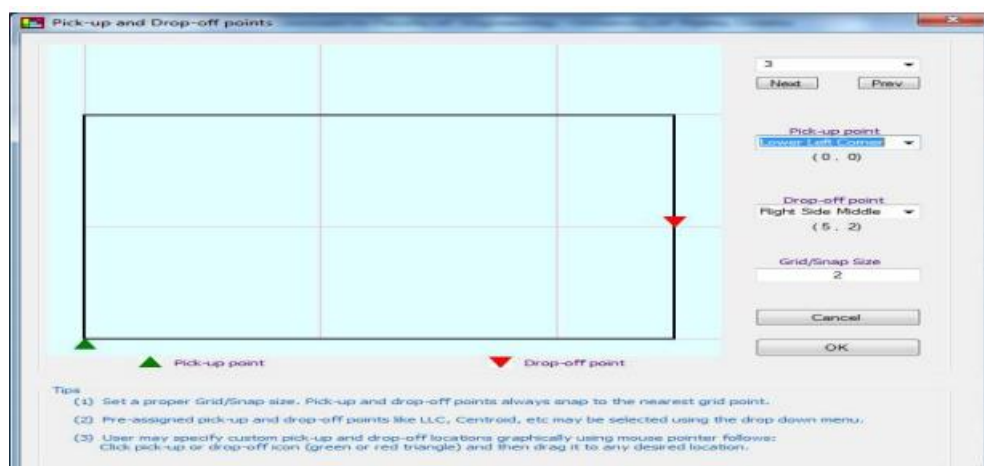 Pick-up and Drop-off points
3
Next
Prev
Pick-up point
Lower Left Corner
( 0 , 0)
Drop-off point
Right Side Middle
( 5 , 2)
Grid/Snap Size
2
Cancel
OK
Pick-up point
Drop-off point
Tips
(1) Set a proper Grid/Snap size. Pick-up and drop-off points always snap to the nearest grid point.
(2) Pre-assigned pick-up and drop-off points like LLC, Centroid, etc may be selected using the drop down menu.
(3) User may specify custom pick-up and drop-off locations graphically using mouse pointer follows:
Click pick-up or drop-off icon (green or red triangle) and then drag it to any desired location.